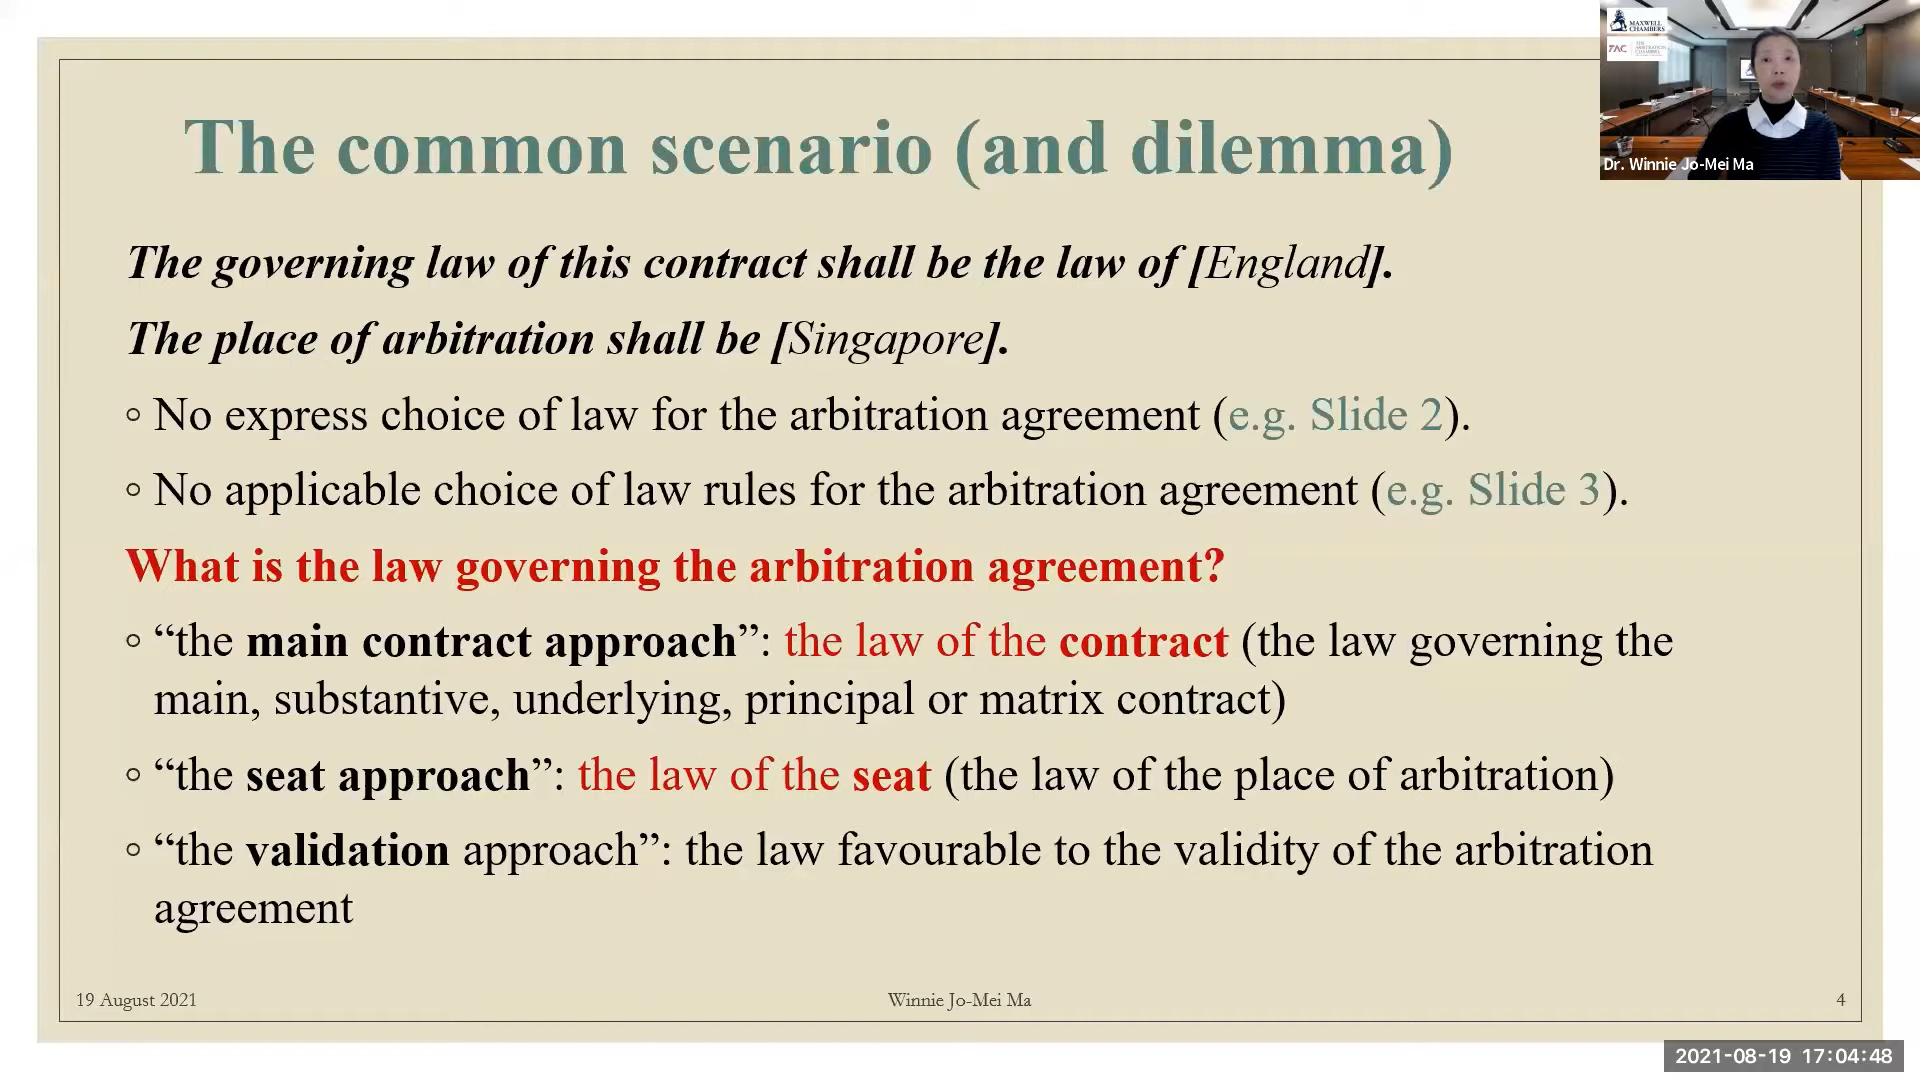 MAXWELL
CHAMBERS
TAC
Dr. Winnie Jo-Mei Ma
The common scenario (and dilemma)
The governing law of this contract shall be the law of [England].
The place of arbitration shall be [Singapore].
◦ No express choice of law for the arbitration agreement (e.g. Slide 2).
◦ No applicable choice of law rules for the arbitration agreement (e.g. Slide 3).
What is the law governing the arbitration agreement?
◦ “the main contract approach”: the law of the contract (the law governing the
main, substantive, underlying, principal or matrix contract)
◦ “the seat approach”: the law of the seat (the law of the place of arbitration)
◦ “the validation approach”: the law favourable to the validity of the arbitration
agreement
19 August 2021
Winnie Jo-Mei Ma
4
2021-08-19 17:04:48